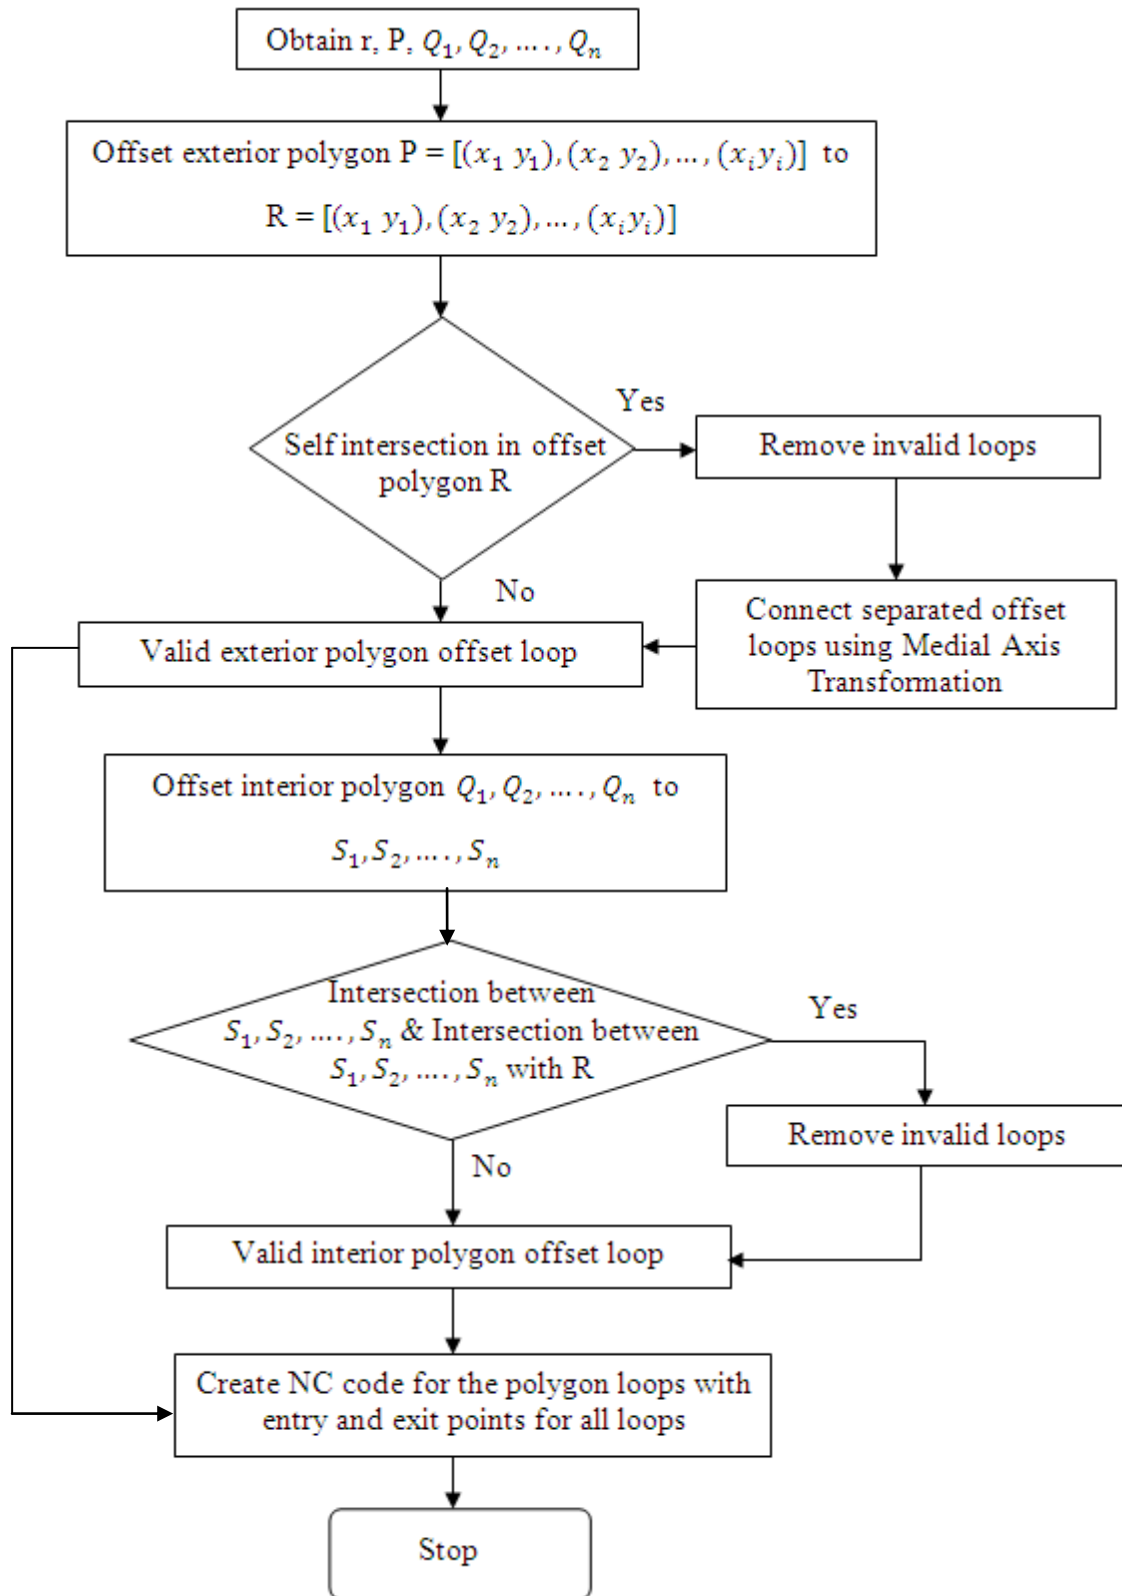 Obtain r, P, Q₁, Q₂, …. , Qₙ
Offset exterior polygon P = [(x₁ y₁), (x₂ y₂), … , (xᵢyᵢ)] to
R = [(x₁ y₁), (x₂ y₂), … , (xᵢyᵢ)]
Yes
Self intersection in offset
polygon R
Remove invalid loops
No
Connect separated offset
loops using Medial Axis
Transformation
Valid exterior polygon offset loop
Offset interior polygon Q₁, Q₂, …. , Qₙ to
S₁, S₂, …. , Sₙ
Intersection between
S₁, S₂, …. , Sₙ & Intersection between
S₁, S₂, …. , Sₙ with R
Yes
Remove invalid loops
No
Valid interior polygon offset loop
Create NC code for the polygon loops with
entry and exit points for all loops
Stop